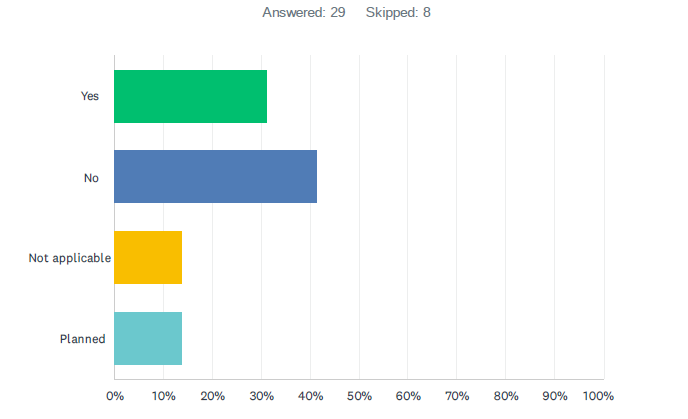 Answered: 29 Skipped: 8
Yes
No
Not applicable
Planned
0% 10% 20% 30% 40% 50% 60% 70% 80% 90% 100%